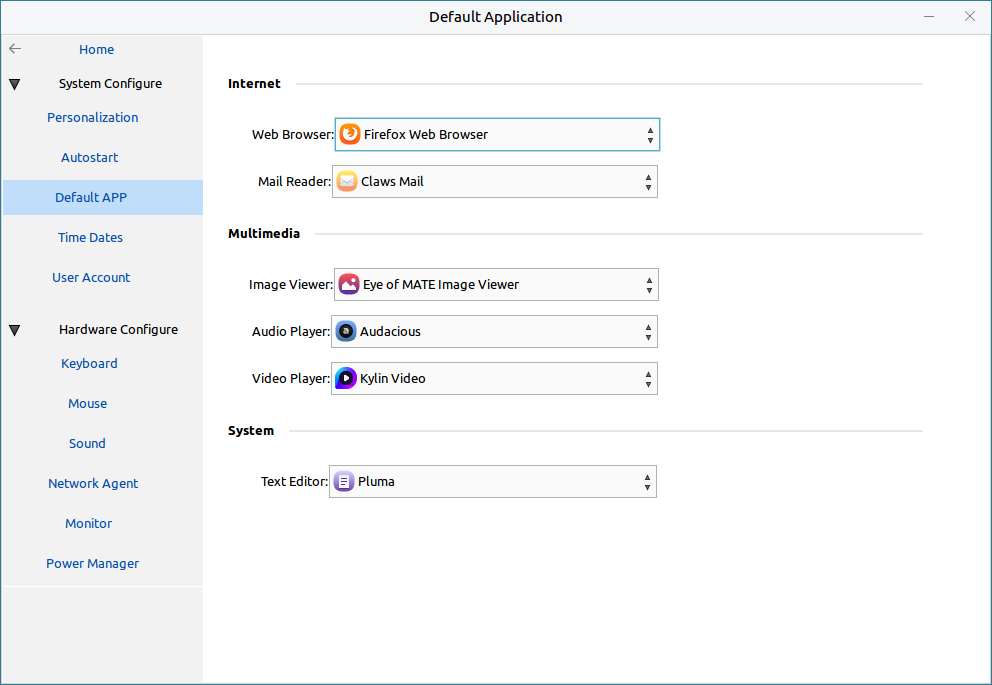 Default Application
Home
System Configure
Personalization
Autostart
Default APP
Time Dates
User Account
Hardware Configure
Keyboard
Mouse
Sound
Network Agent
Monitor
Power Manager
Internet
Web Browser: Firefox Web Browser
Mail Reader: Claws Mail
Multimedia
Image Viewer: Eye of MATE Image Viewer
Audio Player: Audacious
Video Player: Kylin Video
System
Text Editor: Pluma